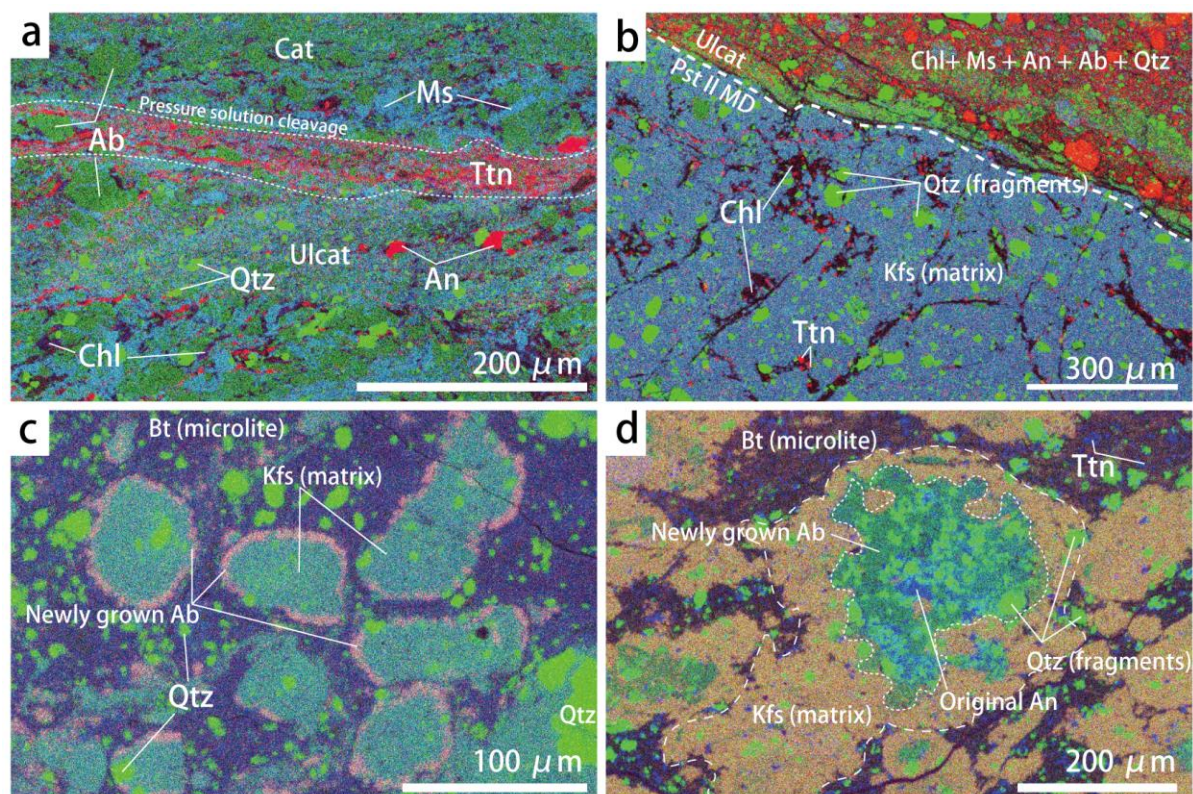 a
Cat
Ms
Pressure solution cleavage
Ab
Ttn
Ulcat
An
Qtz
Chl
200 μm
b
Ulcat
Pst II MD
Chl+ Ms + An + Ab + Qtz
Qtz (fragments)
Chl
Kfs (matrix)
Ttn
300 μm
c
Bt (microlite)
Kfs (matrix)
Newly grown Ab
Qtz
Qtz
100 μm
d
Bt (microlite)
Ttn
Newly grown Ab
Qtz (fragments)
Original An
Kfs (matrix)
200 μm